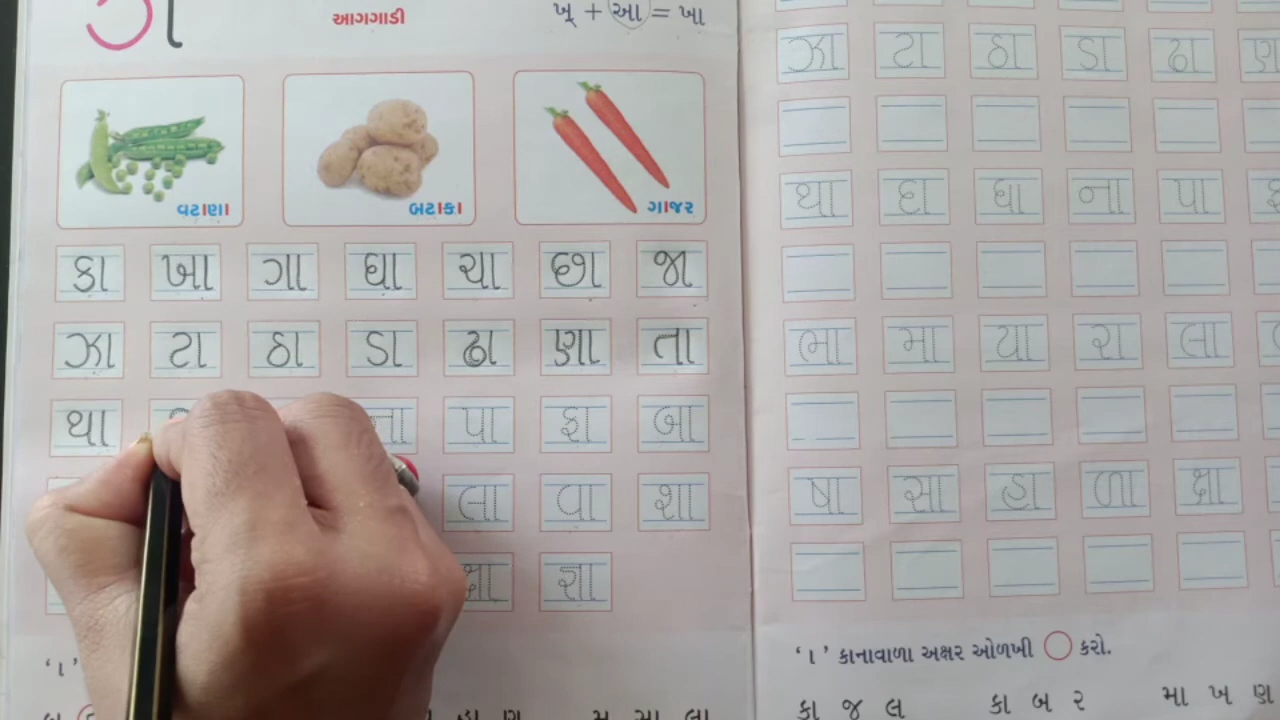 આગગાડી ખ્ + આ = ખા
વટાણા બટાકા ગાજર
કા ખા ગા ઘા ચા છા જા
ઝા ટા ઠા ડા ઢા ણા તા
થા ના પા ફા બા
લા વા શા
ક્ષા જ્ઞા
'ા'
ઝા ટા ઠા ડા ઢા ણ
થા દા ધા ના પા
ભા મા યા રા લા
ષા સા હા ળા ક્ષા
'ા' કાનાવાળા અક્ષર ઓળખી ◯ કરો.
કા જ લ કા બ ર મા ખ ણ